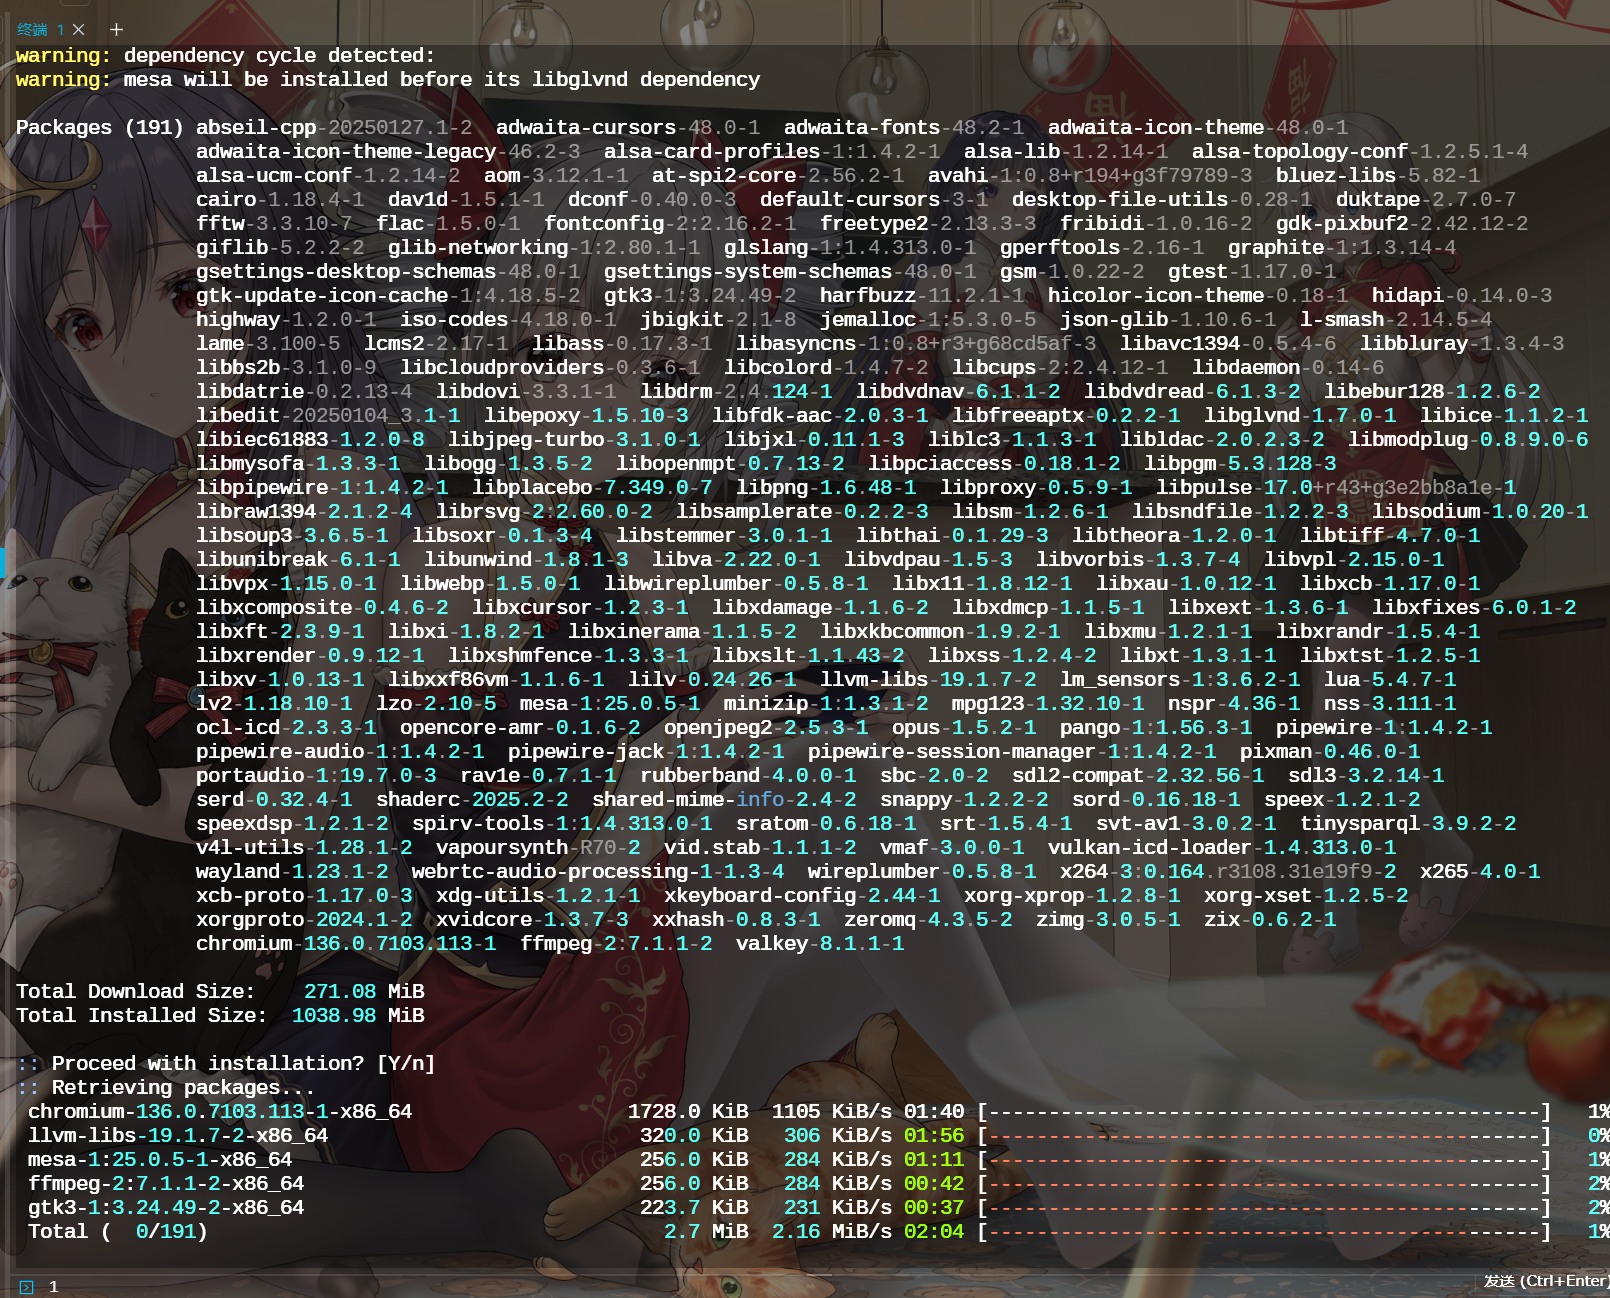 终端 1
warning: dependency cycle detected:
warning: mesa will be installed before its libglvnd dependency
Packages (191) abseil-cpp-20250127.1-2 adwaita-cursors-48.0-1 adwaita-fonts-48.2-1 adwaita-icon-theme-48.0-1
adwaita-icon-theme-legacy-46.2-3 alsa-card-profiles-1:1.4.2-1 alsa-lib-1.2.14-1 alsa-topology-conf-1.2.5.1-4
alsa-ucm-conf-1.2.14-2 aom-3.12.1-1 at-spi2-core-2.56.2-1 avahi-1:0.8+r194+g3f79789-3 bluez-libs-5.82-1
cairo-1.18.4-1 dav1d-1.5.1-1 dconf-0.40.0-3 default-cursors-3-1 desktop-file-utils-0.28-1 duktape-2.7.0-7
fftw-3.3.10-7 flac-1.5.0-1 fontconfig-2:2.16.2-1 freetype2-2.13.3-3 fribidi-1.0.16-2 gdk-pixbuf2-2.42.12-2
giflib-5.2.2-2 glib-networking-1:2.80.1-1 glslang-1:1.4.313.0-1 gperftools-2.16-1 graphite-1:1.3.14-4
gsettings-desktop-schemas-48.0-1 gsettings-system-schemas-48.0-1 gsm-1.0.22-2 gtest-1.17.0-1
gtk-update-icon-cache-1:4.18.5-2 gtk3-1:3.24.49-2 harfbuzz-11.2.1-1 hicolor-icon-theme-0.18-1 hidapi-0.14.0-3
highway-1.2.0-1 iso-codes-4.18.0-1 jbigkit-2.1-8 jemalloc-1:5.3.0-5 json-glib-1.10.6-1 l-smash-2.14.5-4
lame-3.100-5 lcms2-2.17-1 libass-0.17.3-1 libasyncns-1:0.8+r3+g68cd5af-3 libavc1394-0.5.4-6 libbluray-1.3.4-3
libbs2b-3.1.0-9 libcloudproviders-0.3.6-1 libcolord-1.4.7-2 libcups-2:2.4.12-1 libdaemon-0.14-6
libdatrie-0.2.13-4 libdovi-3.3.1-1 libdrm-2.4.124-1 libdvdnav-6.1.1-2 libdvdread-6.1.3-2 libebur128-1.2.6-2
libedit-20250104_3.1-1 libepoxy-1.5.10-3 libfdk-aac-2.0.3-1 libfreeaptx-0.2.2-1 libglvnd-1.7.0-1 libice-1.1.2-1
libiec61883-1.2.0-8 libjpeg-turbo-3.1.0-1 libjxl-0.11.1-3 liblc3-1.1.3-1 libldac-2.0.2.3-2 libmodplug-0.8.9.0-6
libmysofa-1.3.3-1 libogg-1.3.5-2 libopenmpt-0.7.13-2 libpciaccess-0.18.1-2 libpgm-5.3.128-3
libpipewire-1:1.4.2-1 libplacebo-7.349.0-7 libpng-1.6.48-1 libproxy-0.5.9-1 libpulse-17.0+r43+g3e2bb8a1e-1
libraw1394-2.1.2-4 librsvg-2:2.60.0-2 libsamplerate-0.2.2-3 libsm-1.2.6-1 libsndfile-1.2.2-3 libsodium-1.0.20-1
libsoup3-3.6.5-1 libsoxr-0.1.3-4 libstemmer-3.0.1-1 libthai-0.1.29-3 libtheora-1.2.0-1 libtiff-4.7.0-1
libunibreak-6.1-1 libunwind-1.8.1-3 libva-2.22.0-1 libvdpau-1.5-3 libvorbis-1.3.7-4 libvpl-2.15.0-1
libvpx-1.15.0-1 libwebp-1.5.0-1 libwireplumber-0.5.8-1 libx11-1.8.12-1 libxau-1.0.12-1 libxcb-1.17.0-1
libxcomposite-0.4.6-2 libxcursor-1.2.3-1 libxdamage-1.1.6-2 libxdmcp-1.1.5-1 libxext-1.3.6-1 libxfixes-6.0.1-2
libxft-2.3.9-1 libxi-1.8.2-1 libxinerama-1.1.5-2 libxkbcommon-1.9.2-1 libxmu-1.2.1-1 libxrandr-1.5.4-1
libxrender-0.9.12-1 libxshmfence-1.3.3-1 libxslt-1.1.43-2 libxss-1.2.4-2 libxt-1.3.1-1 libxtst-1.2.5-1
libxv-1.0.13-1 libxxf86vm-1.1.6-1 lilv-0.24.26-1 llvm-libs-19.1.7-2 lm_sensors-1:3.6.2-1 lua-5.4.7-1
lv2-1.18.10-1 lzo-2.10-5 mesa-1:25.0.5-1 minizip-1:1.3.1-2 mpg123-1.32.10-1 nspr-4.36-1 nss-3.111-1
ocl-icd-2.3.3-1 opencore-amr-0.1.6-2 openjpeg2-2.5.3-1 opus-1.5.2-1 pango-1:1.56.3-1 pipewire-1:1.4.2-1
pipewire-audio-1:1.4.2-1 pipewire-jack-1:1.4.2-1 pipewire-session-manager-1:1.4.2-1 pixman-0.46.0-1
portaudio-1:19.7.0-3 rav1e-0.7.1-1 rubberband-4.0.0-1 sbc-2.0-2 sdl2-compat-2.32.56-1 sdl3-3.2.14-1
serd-0.32.4-1 shaderc-2025.2-2 shared-mime-info-2.4-2 snappy-1.2.2-2 sord-0.16.18-1 speex-1.2.1-2
speexdsp-1.2.1-2 spirv-tools-1:1.4.313.0-1 sratom-0.6.18-1 srt-1.5.4-1 svt-av1-3.0.2-1 tinysparql-3.9.2-2
v4l-utils-1.28.1-2 vapoursynth-R70-2 vid.stab-1.1.1-2 vmaf-3.0.0-1 vulkan-icd-loader-1.4.313.0-1
wayland-1.23.1-2 webrtc-audio-processing-1-1.3-4 wireplumber-0.5.8-1 x264-3:0.164.r3108.31e19f9-2 x265-4.0-1
xcb-proto-1.17.0-3 xdg-utils-1.2.1-1 xkeyboard-config-2.44-1 xorg-xprop-1.2.8-1 xorg-xset-1.2.5-2
xorgproto-2024.1-2 xvidcore-1.3.7-3 xxhash-0.8.3-1 zeromq-4.3.5-2 zimg-3.0.5-1 zix-0.6.2-1
chromium-136.0.7103.113-1 ffmpeg-2:7.1.1-2 valkey-8.1.1-1
Total Download Size: 271.08 MiB
Total Installed Size: 1038.98 MiB
:: Proceed with installation? [Y/n]
:: Retrieving packages...
chromium-136.0.7103.113-1-x86_64 1728.0 KiB 1105 KiB/s 01:40 [----------------------------------------------] 1%
llvm-libs-19.1.7-2-x86_64 320.0 KiB 306 KiB/s 01:56 [----------------------------------------------] 0%
mesa-1:25.0.5-1-x86_64 256.0 KiB 284 KiB/s 01:11 [----------------------------------------------] 1%
ffmpeg-2:7.1.1-2-x86_64 256.0 KiB 284 KiB/s 00:42 [----------------------------------------------] 2%
gtk3-1:3.24.49-2-x86_64 223.7 KiB 231 KiB/s 00:37 [----------------------------------------------] 2%
Total ( 0/191) 2.7 MiB 2.16 MiB/s 02:04 [----------------------------------------------] 1%
1
发送 (Ctrl+Enter)